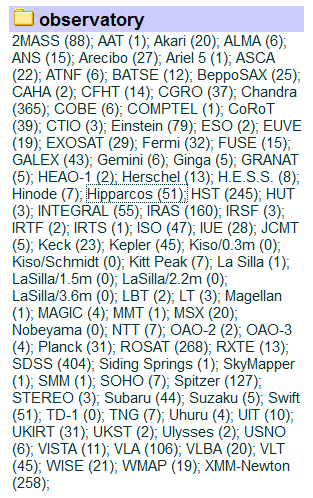 observatory
2MASS (88); AAT (1); Akari (20); ALMA (6);
ANS (15); Arecibo (27); Ariel 5 (1); ASCA
(22); ATNF (6); BATSE (12); BeppoSAX (25);
CAHA (2); CFHT (14); CGRO (37); Chandra
(365); COBE (6); COMPTEL (1); CoRoT
(39); CTIO (3); Einstein (79); ESO (2); EUVE
(19); EXOSAT (29); Fermi (32); FUSE (15);
GALEX (43); Gemini (6); Ginga (5); GRANAT
(5); HEAO-1 (2); Herschel (13); H.E.S.S. (8);
Hinode (7); Hipparcos (51); HST (245); HUT
(3); INTEGRAL (55); IRAS (160); IRSF (3);
IRTF (2); IRTS (1); ISO (47); IUE (28); JCMT
(5); Keck (23); Kepler (45); Kiso/0.3m (0);
Kiso/Schmidt (0); Kitt Peak (7); La Silla (1);
LaSilla/1.5m (0); LaSilla/2.2m (0);
LaSilla/3.6m (0); LBT (2); LT (3); Magellan
(1); MAGIC (4); MMT (1); MSX (20);
Nobeyama (0); NTT (7); OAO-2 (2); OAO-3
(4); Planck (31); ROSAT (268); RXTE (13);
SDSS (404); Siding Springs (1); SkyMapper
(1); SMM (1); SOHO (7); Spitzer (127);
STEREO (3); Subaru (44); Suzaku (5); Swift
(51); TD-1 (0); TNG (7); Uhuru (4); UIT (10);
UKIRT (31); UKST (2); Ulysses (2); USNO
(6); VISTA (11); VLA (106); VLBA (20); VLT
(45); WISE (21); WMAP (19); XMM-Newton
(258);